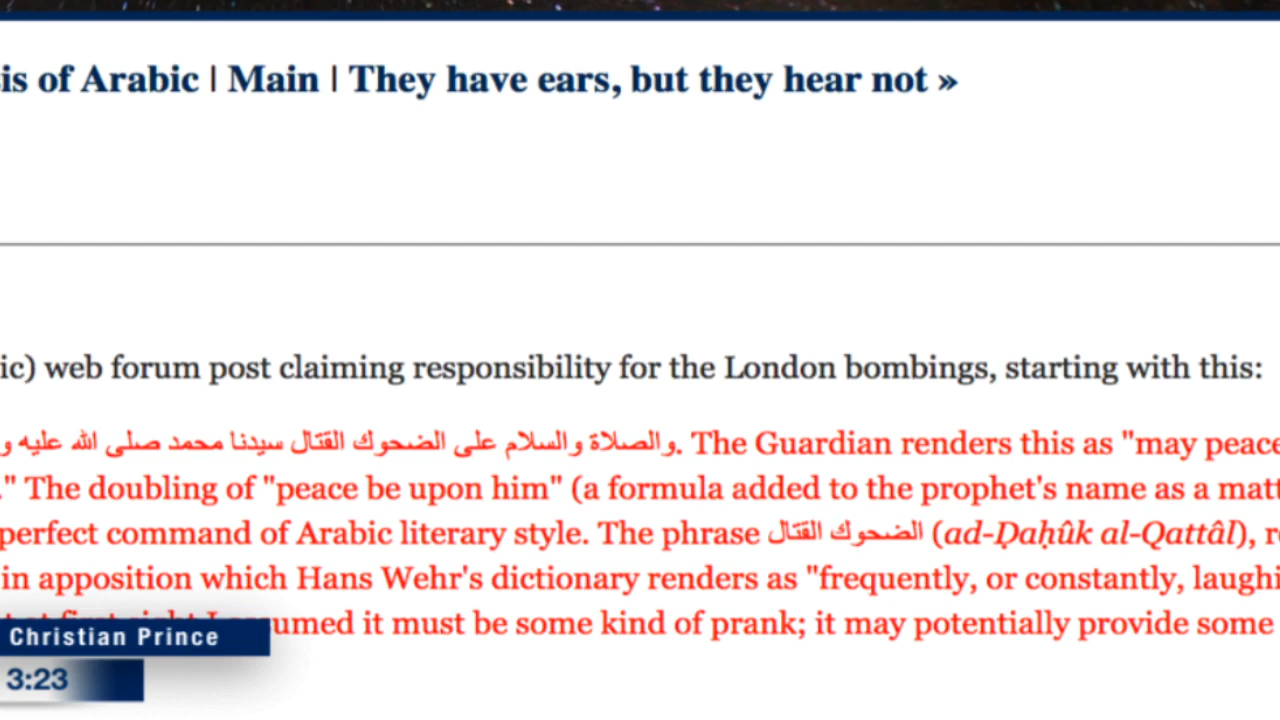 is of Arabic | Main | They have ears, but they hear not »
ic) web forum post claiming responsibility for the London bombings, starting with this:
والصلاة والسلام على الضحوك القتال سيدنا محمد صلى الله عليه و. The Guardian renders this as "may peace
." The doubling of "peace be upon him" (a formula added to the prophet's name as a matt
perfect command of Arabic literary style. The phrase الضحوك القتال (ad-Ḍaḥûk al-Qattâl), r
in apposition which Hans Wehr's dictionary renders as "frequently, or constantly, laughi
umed it must be some kind of prank; it may potentially provide some
Christian Prince
3:23